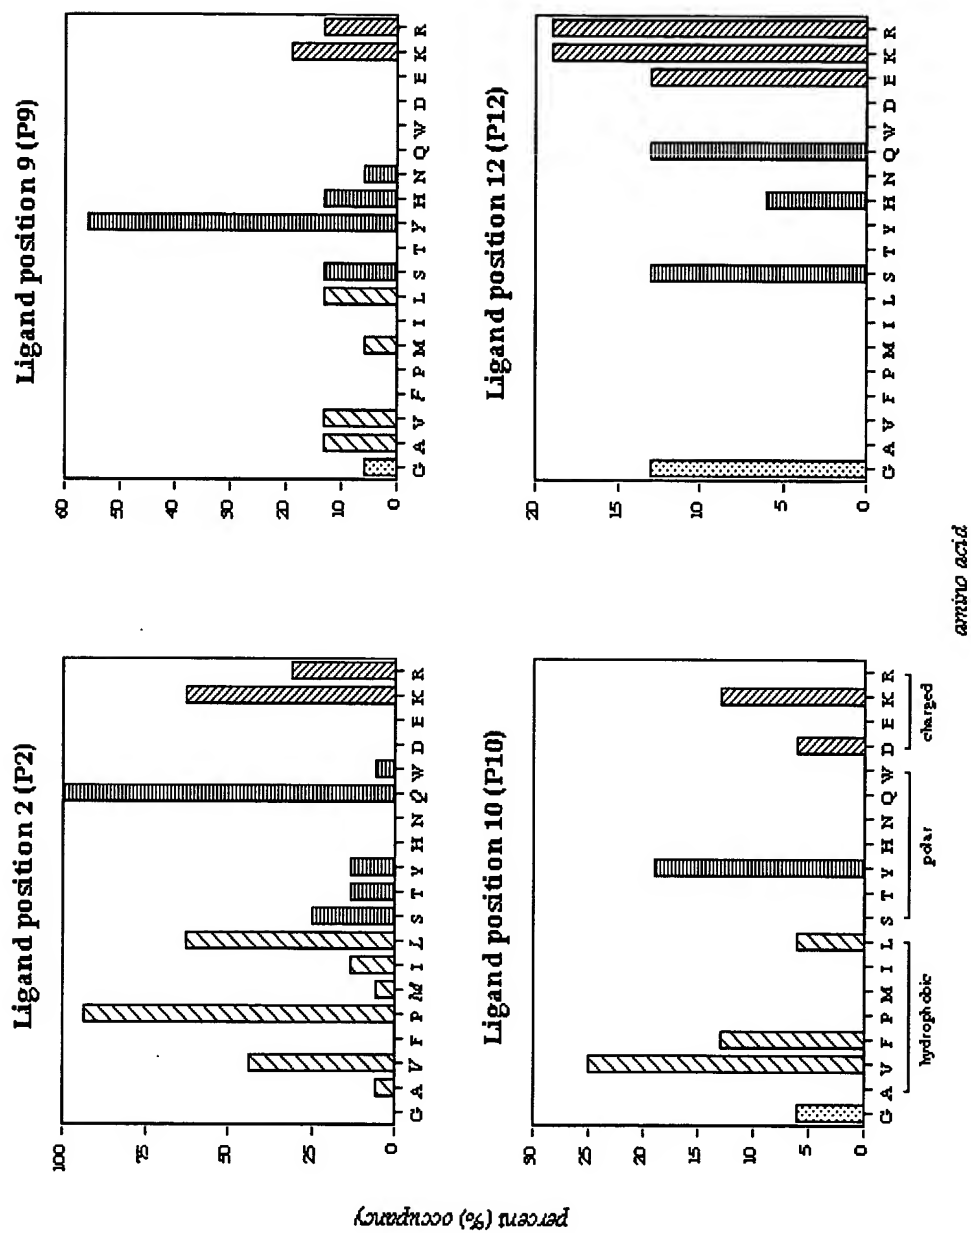 Ligand position 2 (P2)
100
75
50
25
0
G A V F P M I L S T Y H N Q W D E K R
Ligand position 9 (P9)
60
50
40
30
20
10
0
G A V F P M I L S T Y H N Q W D E K R
percent (%) occupancy
Ligand position 10 (P10)
30
25
20
15
10
5
0
G A V F P M I L S T Y H N Q W D E K R
hydrophobic polar charged
Ligand position 12 (P12)
20
15
10
5
0
G A V F P M I L S T Y H N Q W D E K R
amino acid